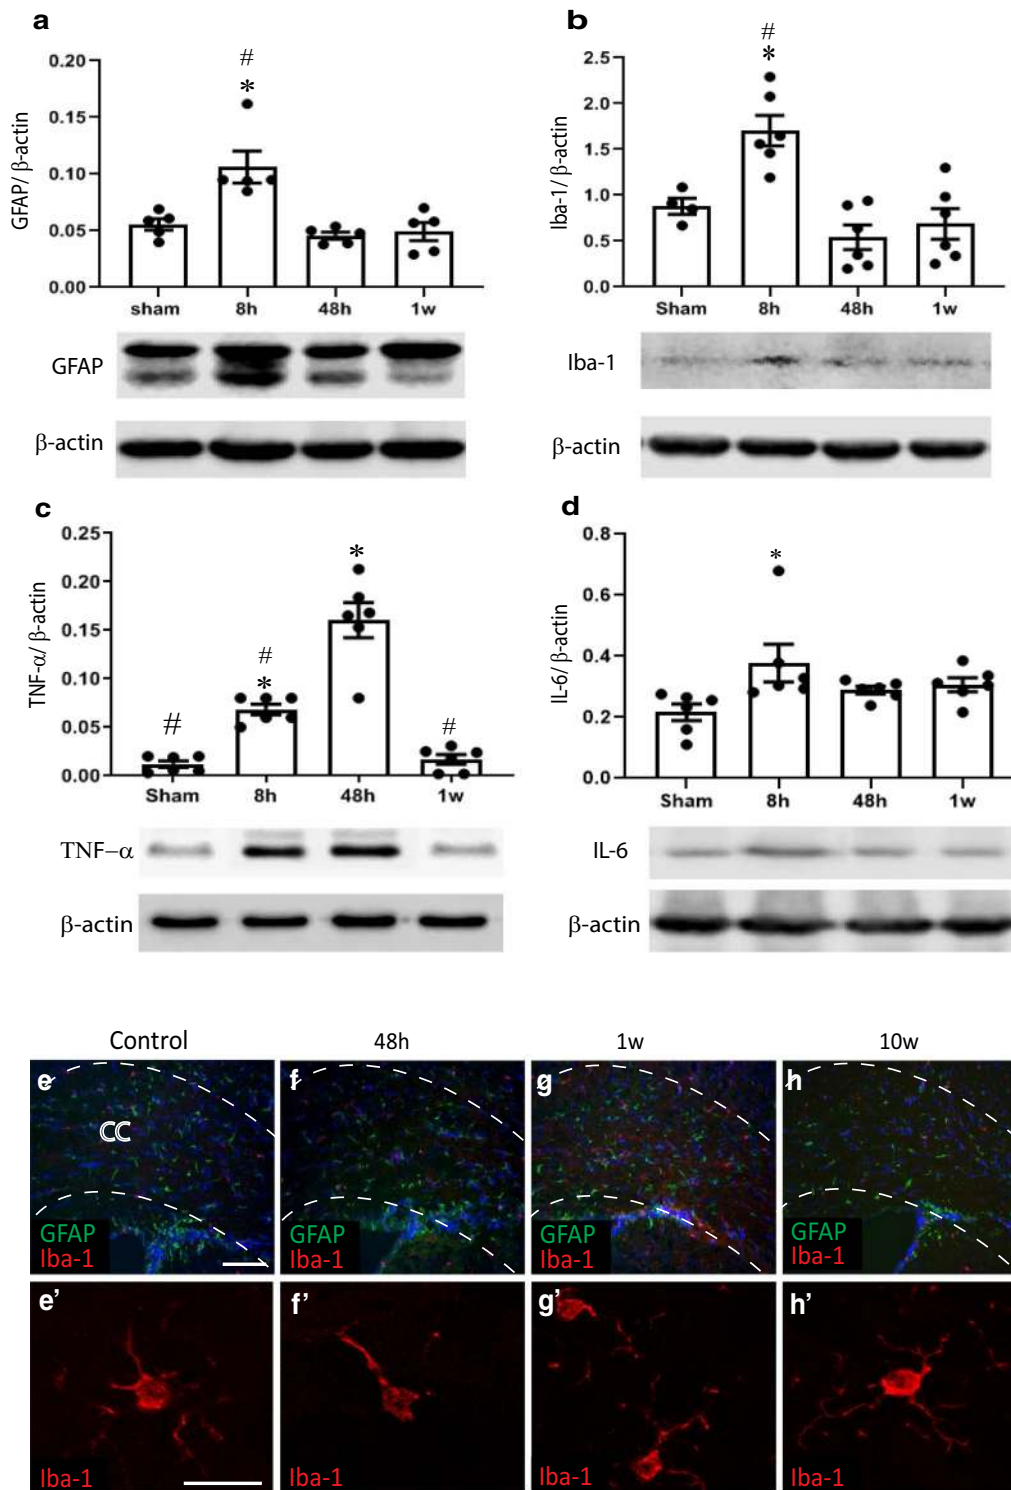 a
GFAP/ β-actin
0.20
0.15
0.10
0.05
0.00
#
*
sham 8h 48h 1w
GFAP
β-actin
b
Iba-1/ β-actin
2.5
2.0
1.5
1.0
0.5
0.0
#
*
Sham 8h 48h 1w
Iba-1
β-actin
c
TNF-α/ β-actin
0.25
0.20
0.15
0.10
0.05
0.00
#
#
*
*
#
Sham 8h 48h 1w
TNF–α
β-actin
d
IL-6/ β-actin
0.8
0.6
0.4
0.2
0.0
*
Sham 8h 48h 1w
IL-6
β-actin
Control 48h 1w 10w
e
CC
GFAP
Iba-1
f
GFAP
Iba-1
g
GFAP
Iba-1
h
GFAP
Iba-1
e'
Iba-1
f'
Iba-1
g'
Iba-1
h'
Iba-1